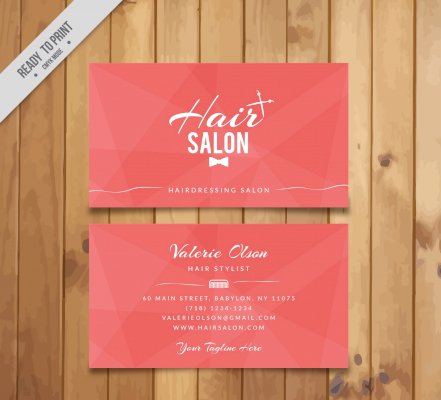 READY TO PRINT
CMYK MODE
Hair
SALON
HAIRDRESSING SALON
Valerie Olson
HAIR STYLIST
60 MAIN STREET, BABYLON, NY 11075
(718) 1234-1234
VALERIEOLSON@GMAIL.COM
WWW.HAIRSALON.COM
Your Tagline Here